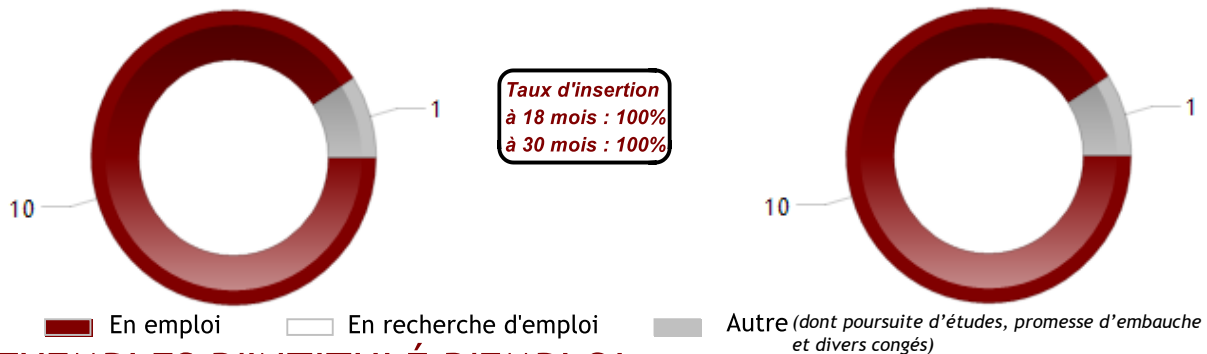 1
10
Taux d'insertion
à 18 mois : 100%
à 30 mois : 100%
1
10
En emploi
En recherche d'emploi
Autre (dont poursuite d'études, promesse d'embauche
et divers congés)